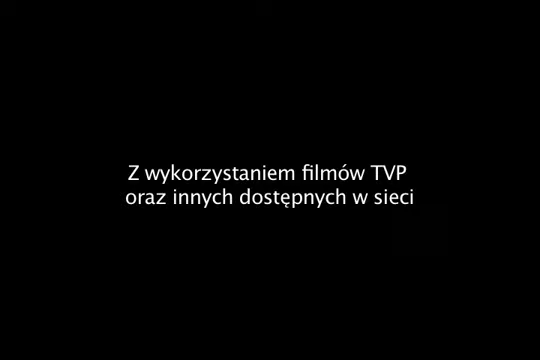 Z wykorzystaniem filmów TVP
oraz innych dostępnych w sieci